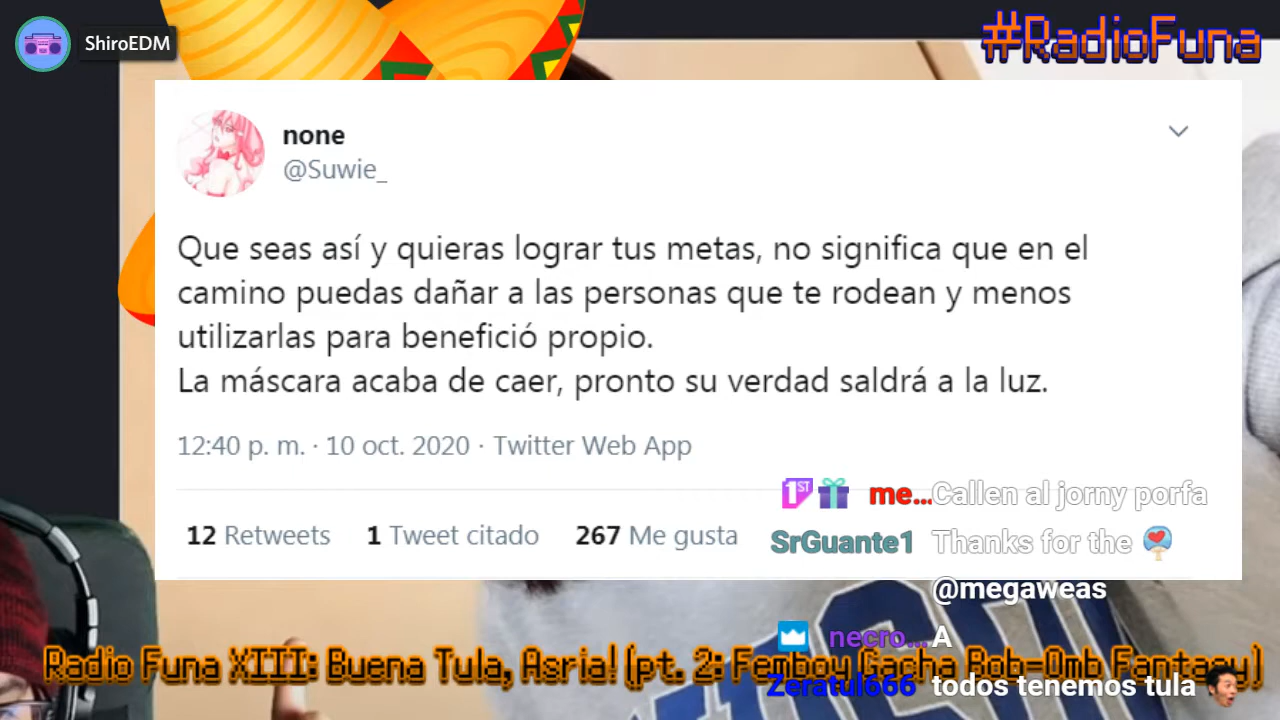 ShiroEDM
#RadioFuna
none
@Suwie_
Que seas así y quieras lograr tus metas, no significa que en el
camino puedas dañar a las personas que te rodean y menos
utilizarlas para benefició propio.
La máscara acaba de caer, pronto su verdad saldrá a la luz.
12:40 p. m. · 10 oct. 2020 · Twitter Web App
12 Retweets 1 Tweet citado 267 Me gusta
1ST me... Callen al jorny porfa
SrGuante1 Thanks for the
@megaweas
necro... A
Radio Funa XIII: Buena Tula, Asria! (pt. 2: Femboy Gacha Bob-Omb Fantasy)
Zeratul666 todos tenemos tula